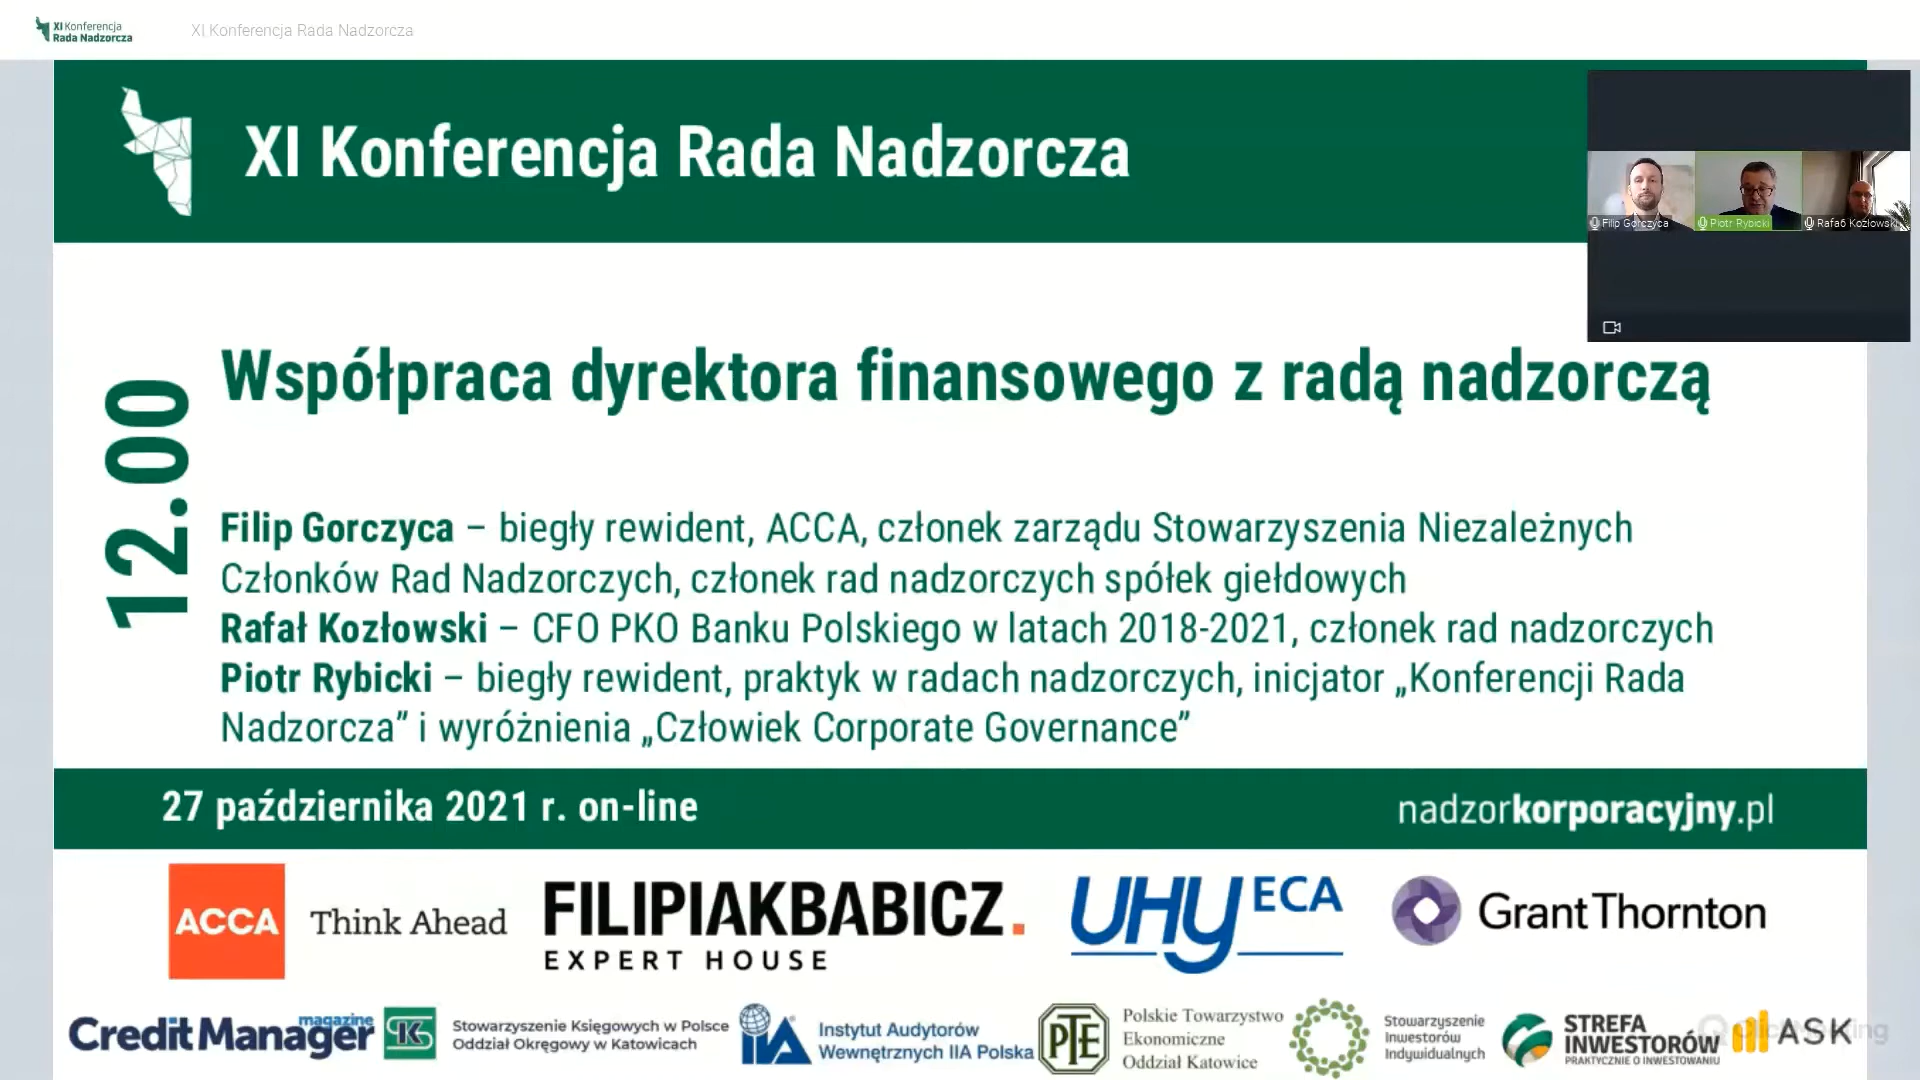 XI Konferencja
Rada Nadzorcza
XI Konferencja Rada Nadzorcza
XI Konferencja Rada Nadzorcza
Filip Gorczyca
Piotr Rybicki
Rafaó Kozłowski
12.00
Współpraca dyrektora finansowego z radą nadzorczą
Filip Gorczyca – biegły rewident, ACCA, członek zarządu Stowarzyszenia Niezależnych
Członków Rad Nadzorczych, członek rad nadzorczych spółek giełdowych
Rafał Kozłowski – CFO PKO Banku Polskiego w latach 2018-2021, członek rad nadzorczych
Piotr Rybicki – biegły rewident, praktyk w radach nadzorczych, inicjator „Konferencji Rada
Nadzorcza” i wyróżnienia „Człowiek Corporate Governance”
27 października 2021 r. on-line
nadzorkorporacyjny.pl
ACCA
Think Ahead
FILIPIAKBABICZ.
EXPERT HOUSE
UHY ECA
Grant Thornton
Credit Manager
magazine
SKS
Stowarzyszenie Księgowych w Polsce
Oddział Okręgowy w Katowicach
IIA
Instytut Audytorów
Wewnętrznych IIA Polska
PTE
Polskie Towarzystwo
Ekonomiczne
Oddział Katowice
Stowarzyszenie
Inwestorów
Indywidualnych
STREFA
INWESTORÓW
PRAKTYCZNIE O INWESTOWANIU
ASK